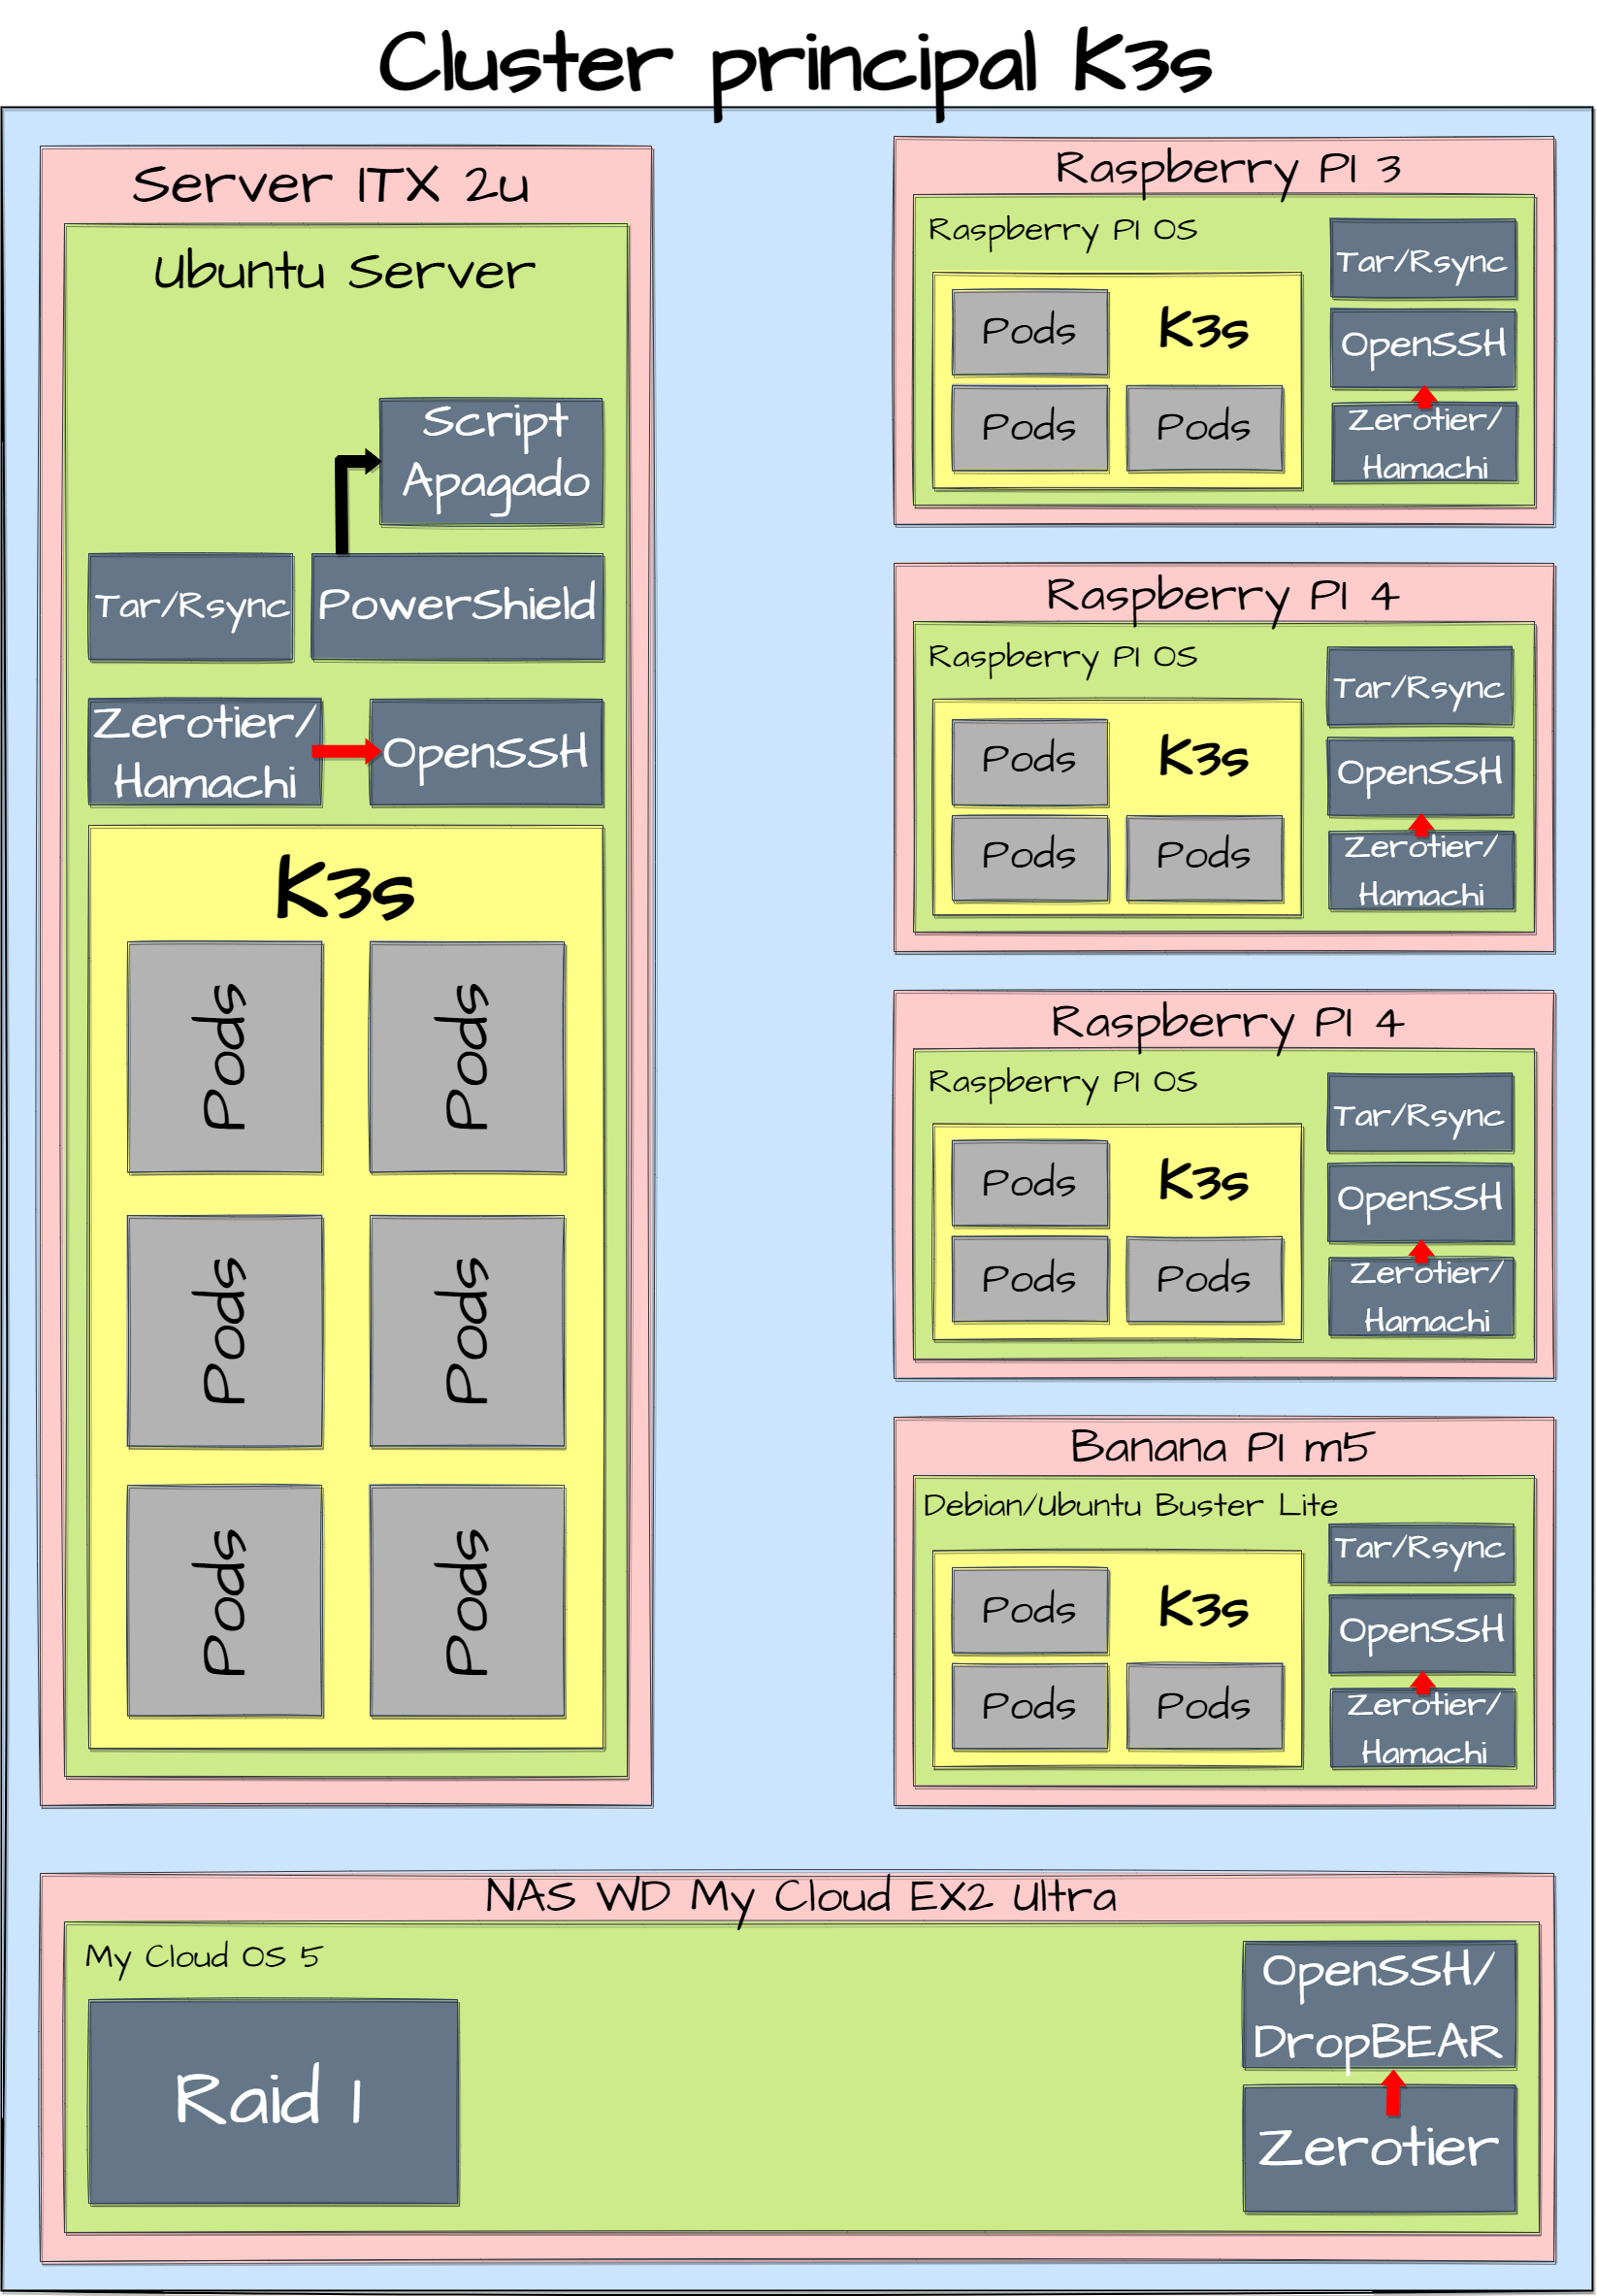 Cluster principal K3s
Server ITX 2u
Ubuntu Server
Script
Apagado
Tar/Rsync
PowerShield
Zerotier/
Hamachi
OpenSSH
K3s
Pods
Pods
Pods
Pods
Pods
Pods
Raspberry PI 3
Raspberry PI OS
Tar/Rsync
Pods
K3s
OpenSSH
Pods
Pods
Zerotier/
Hamachi
Raspberry PI 4
Raspberry PI OS
Tar/Rsync
Pods
K3s
OpenSSH
Pods
Pods
Zerotier/
Hamachi
Raspberry PI 4
Raspberry PI OS
Tar/Rsync
Pods
K3s
OpenSSH
Pods
Pods
Zerotier/
Hamachi
Banana PI m5
Debian/Ubuntu Buster Lite
Tar/Rsync
Pods
K3s
OpenSSH
Pods
Pods
Zerotier/
Hamachi
NAS WD My Cloud EX2 Ultra
My Cloud OS 5
Raid 1
OpenSSH/
DropBEAR
Zerotier